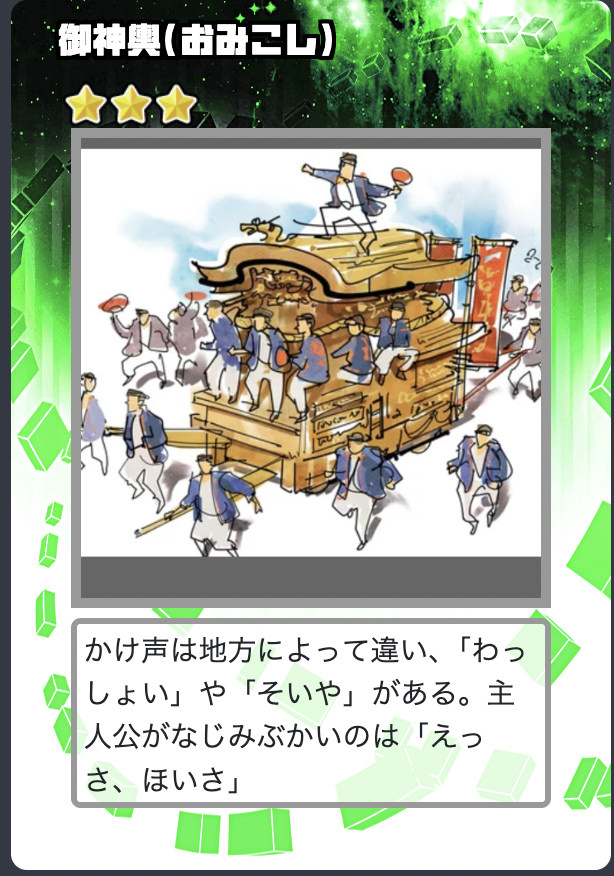 御神輿(おみこし)
かけ声は地方によって違い、「わっ
しょい」や「そいや」がある。主
人公がなじみぶかいのは「えっ
さ、ほいさ」